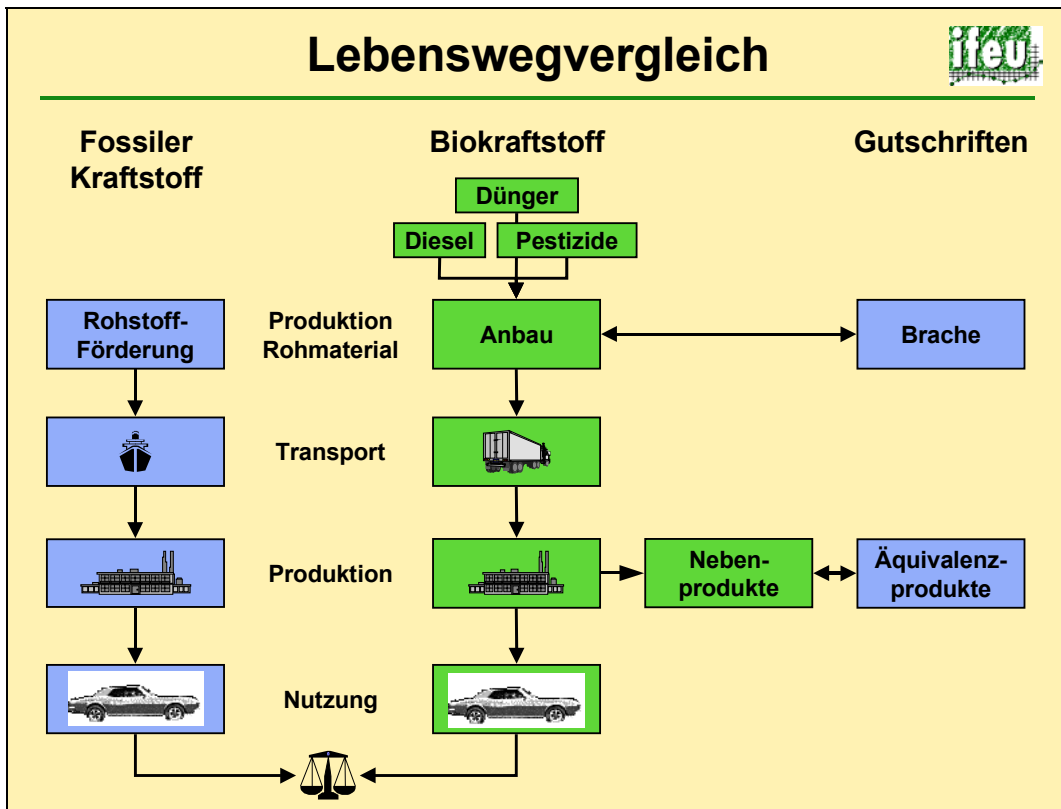 Lebenswegvergleich
ifeu
Fossiler
Kraftstoff
Biokraftstoff
Gutschriften
Dünger
Diesel
Pestizide
Rohstoff-
Förderung
Produktion
Rohmaterial
Anbau
Brache
Transport
Produktion
Neben-
produkte
Äquivalenz-
produkte
Nutzung